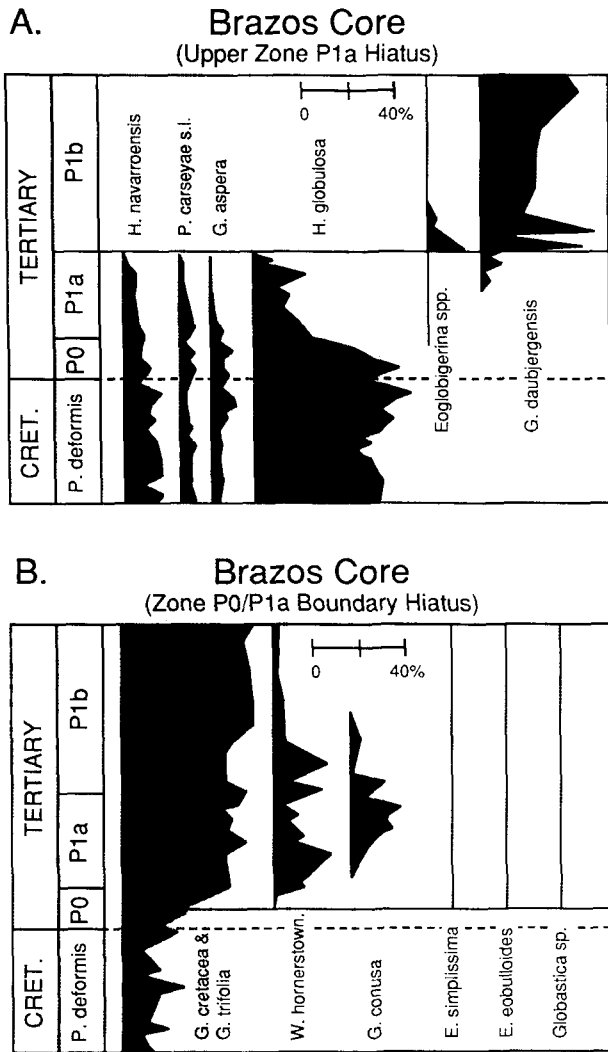 A.
Brazos Core
(Upper Zone P1a Hiatus)
TERTIARY
CRET.
P1b
P1a
P0
P. deformis
H. navarroensis
P. carseyae s.l.
G. aspera
H. globulosa
0 40%
Eoglobigerina spp.
G. daubjergensis
B.
Brazos Core
(Zone P0/P1a Boundary Hiatus)
TERTIARY
CRET.
P1b
P1a
P0
P. deformis
0 40%
G. cretacea &
G. trifolia
W. hornerstown.
G. conusa
E. simplissima
E. eobulloides
Globastica sp.